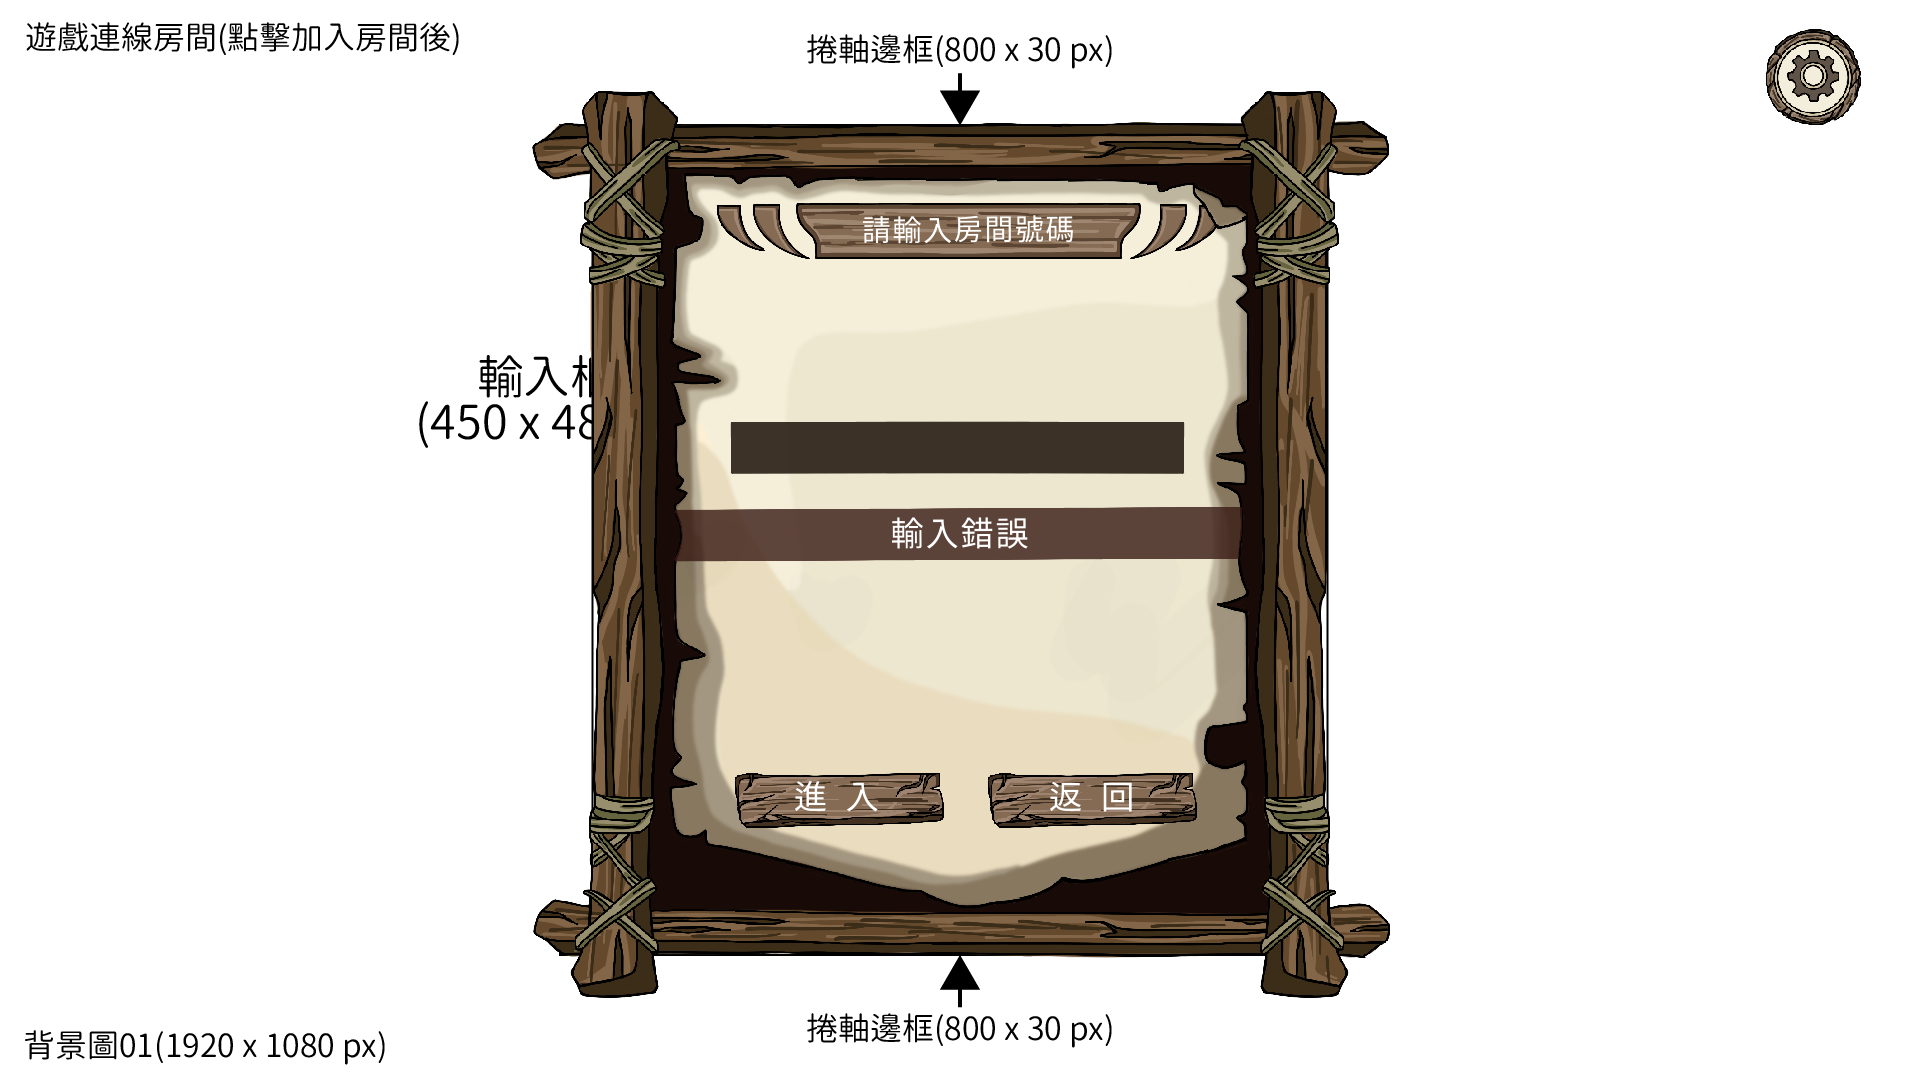 遊戲連線房間(點擊加入房間後)
捲軸邊框(800 x 30 px)
請輸入房間號碼
輸入
(450 x 48
輸入錯誤
進 入
返 回
捲軸邊框(800 x 30 px)
背景圖01(1920 x 1080 px)